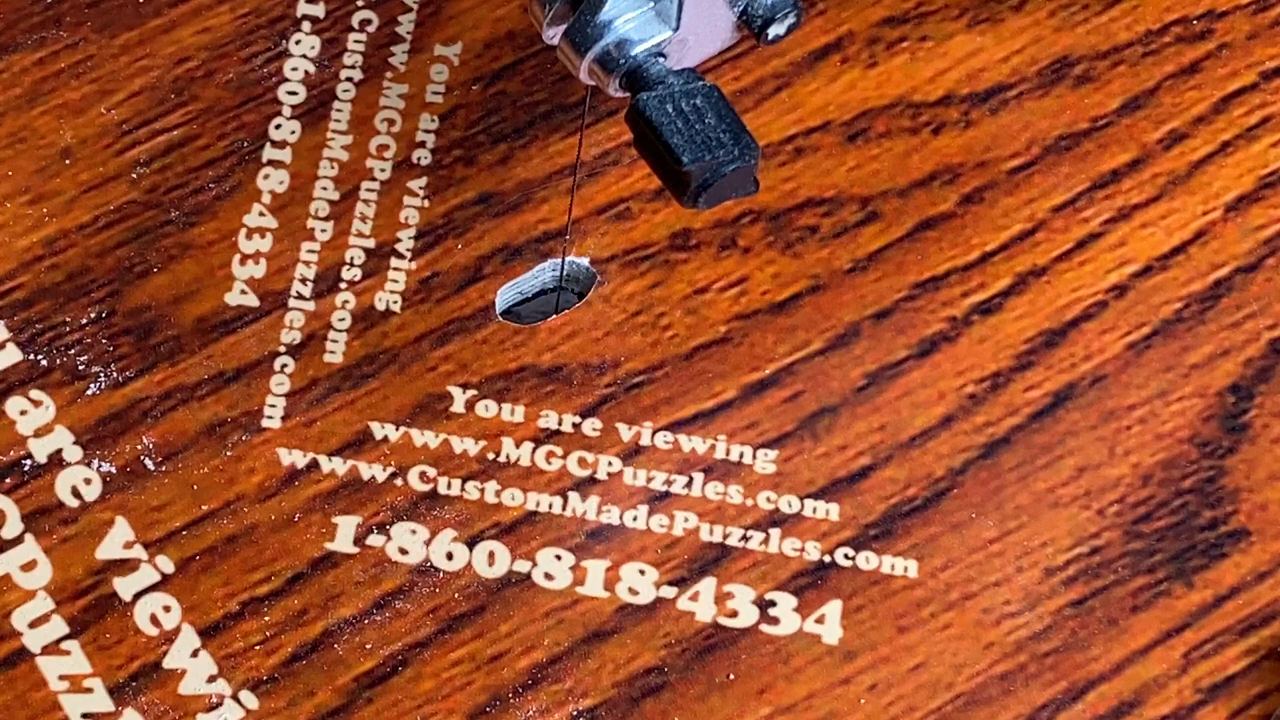 You are viewing
www.MGCPuzzles.com
.CustomMadePuzzles.com
1-860-818-4334
You are viewing
www.MGCPuzzles.com
www.CustomMadePuzzles.com
1-860-818-4334
are viewi
CPuzzl